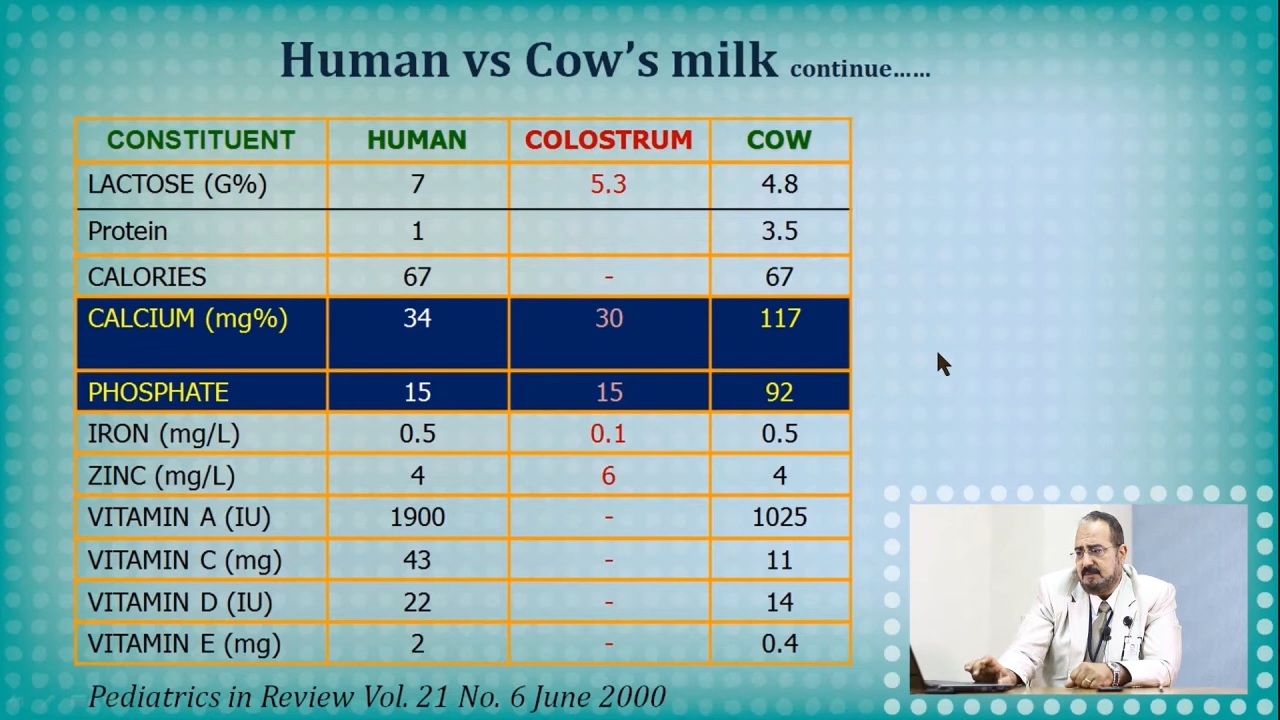 Human vs Cow's milk continue......
CONSTITUENT HUMAN COLOSTRUM COW
LACTOSE (G%) 7 5.3 4.8
Protein 1 3.5
CALORIES 67 - 67
CALCIUM (mg%) 34 30 117
PHOSPHATE 15 15 92
IRON (mg/L) 0.5 0.1 0.5
ZINC (mg/L) 4 6 4
VITAMIN A (IU) 1900 - 1025
VITAMIN C (mg) 43 - 11
VITAMIN D (IU) 22 - 14
VITAMIN E (mg) 2 - 0.4
Pediatrics in Review Vol. 21 No. 6 June 2000